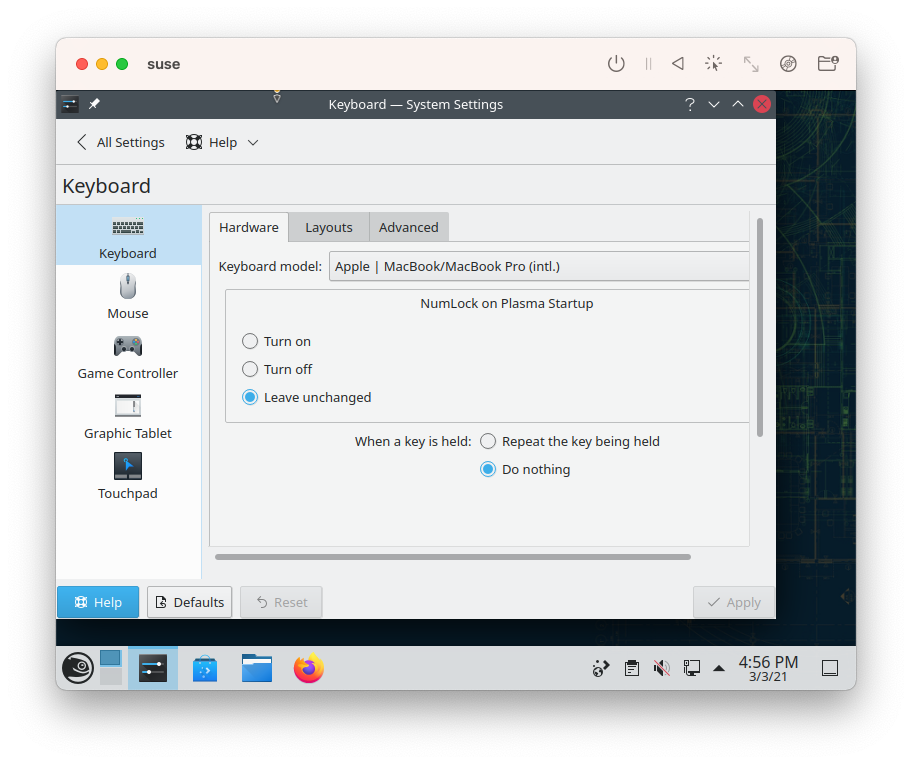 suse
Keyboard — System Settings
All Settings
Help
Keyboard
Keyboard
Mouse
Game Controller
Graphic Tablet
Touchpad
Hardware
Layouts
Advanced
Keyboard model: Apple | MacBook/MacBook Pro (intl.)
NumLock on Plasma Startup
Turn on
Turn off
Leave unchanged
When a key is held: Repeat the key being held
Do nothing
Help
Defaults
Reset
Apply
4:56 PM
3/3/21